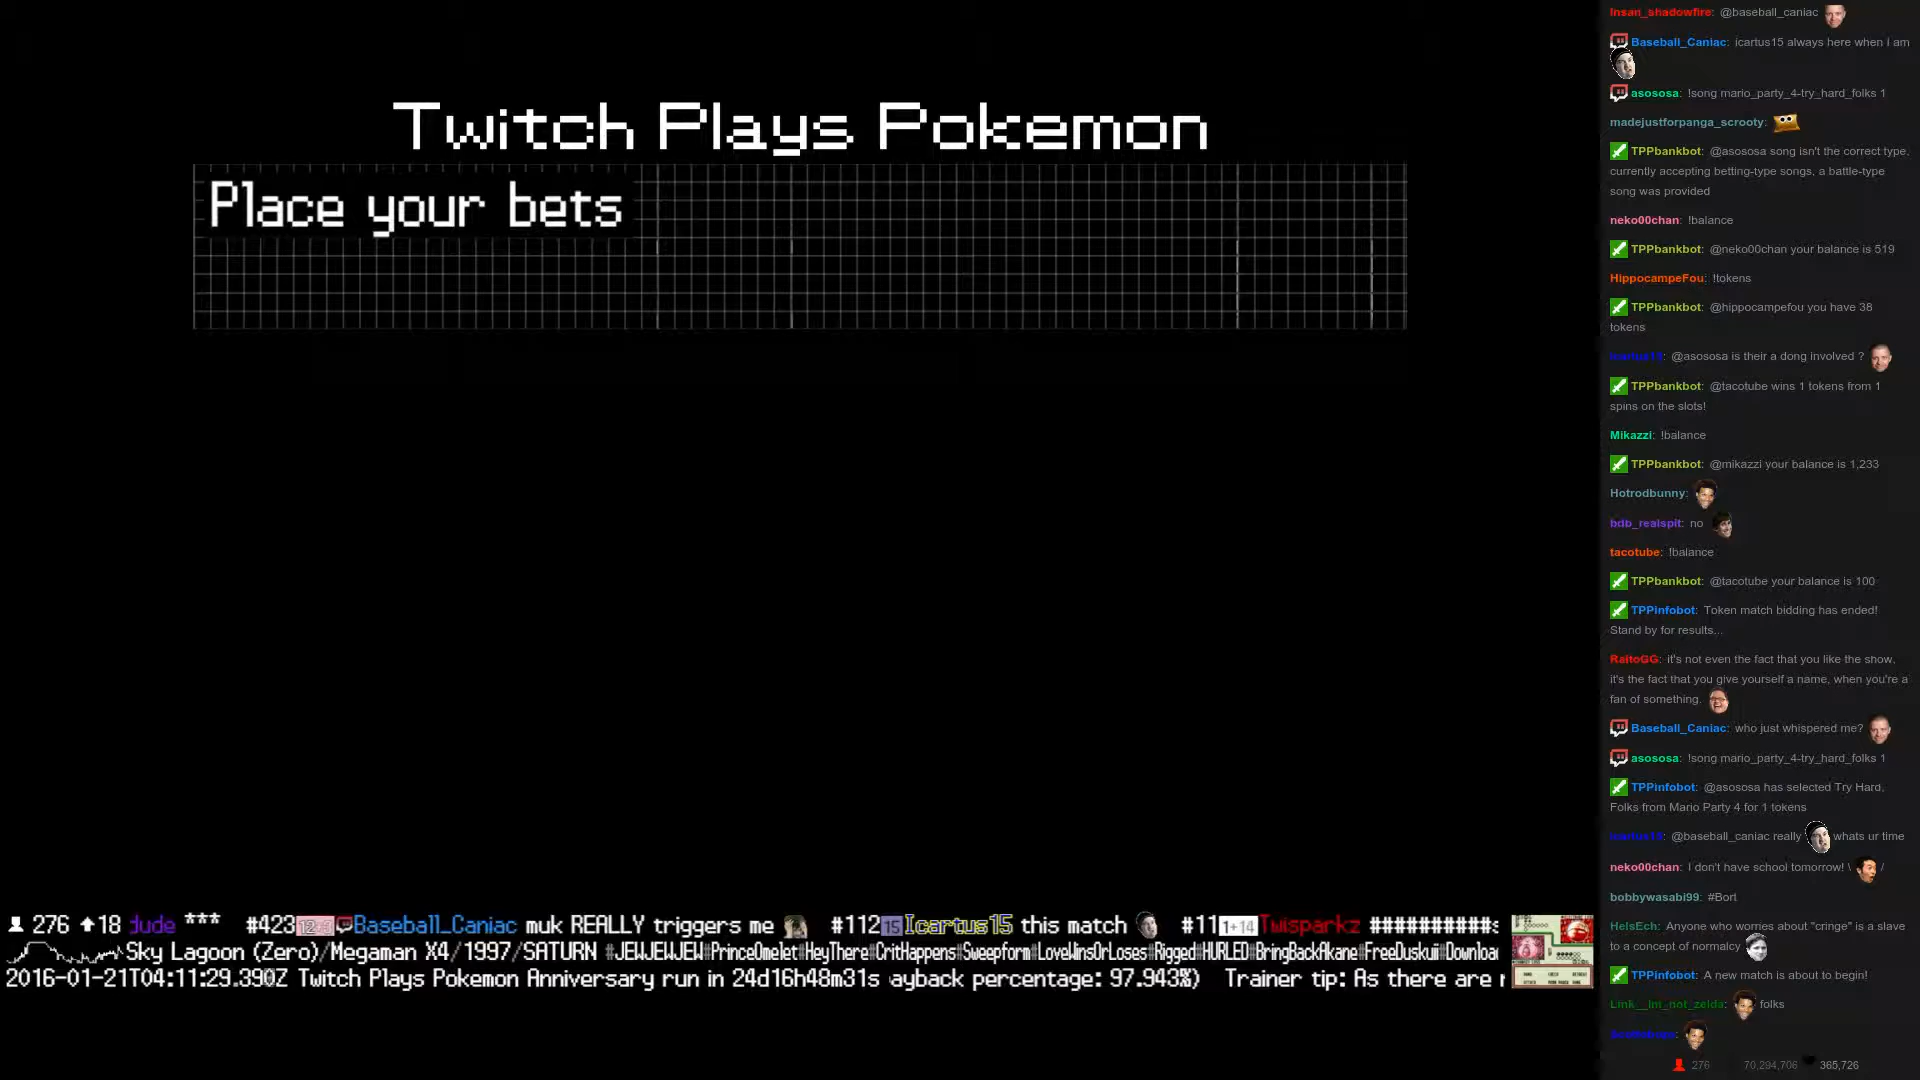 Twitch Plays Pokemon
Place your bets
276 18 dude *** #423 Baseball_Caniac muk REALLY triggers me #112 15 Icartus15 this match #11 1+14 Twisparkz ##########s
Sky Lagoon (Zero)/Megaman X4/1997/SATURN #JEWJEWJEW#PrinceOmelet#HeyThere#CritHappens#Sweepform#LoveWinsOrLoses#Rigged#HURLED#BringBackAkane#FreeDuskull#Downloa
2016-01-21T04:11:29.390Z Twitch Plays Pokemon Anniversary run in 24d16h48m31s ayback percentage: 97.943%) Trainer tip: As there are
Insan_shadowfire: @baseball_caniac
Baseball_Caniac: icartus15 always here when I am
asososa: !song mario_party_4-try_hard_folks 1
madejustforpanga_scrooty:
TPPbankbot: @asososa song isn't the correct type,
currently accepting betting-type songs, a battle-type
song was provided
neko00chan: !balance
TPPbankbot: @neko00chan your balance is 519
HippocampeFou: !tokens
TPPbankbot: @hippocampefou you have 38
tokens
icartus15: @asososa is their a dong involved ?
TPPbankbot: @tacotube wins 1 tokens from 1
spins on the slots!
Mikazzi: !balance
TPPbankbot: @mikazzi your balance is 1,233
Hotrodbunny:
bdb_realspit: no
tacotube: !balance
TPPbankbot: @tacotube your balance is 100
TPPinfobot: Token match bidding has ended!
Stand by for results...
RaitoGG: it's not even the fact that you like the show,
it's the fact that you give yourself a name, when you're a
fan of something.
Baseball_Caniac: who just whispered me?
asososa: !song mario_party_4-try_hard_folks 1
TPPinfobot: @asososa has selected Try Hard,
Folks from Mario Party 4 for 1 tokens
icartus15: @baseball_caniac really whats ur time
neko00chan: I don't have school tomorrow! \ /
bobbywasabi99: #Bort
HelsEch: Anyone who worries about "cringe" is a slave
to a concept of normalcy
TPPinfobot: A new match is about to begin!
Link__Im_not_zelda: folks
276 70,294,706 365,726